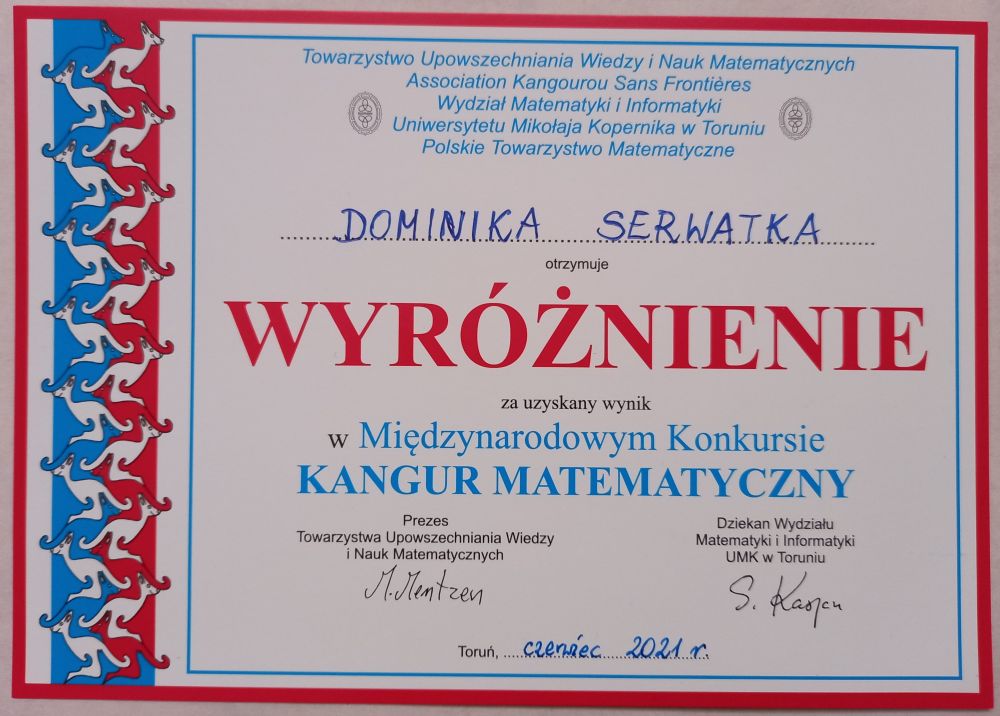 Towarzystwo Upowszechniania Wiedzy i Nauk Matematycznych
Association Kangourou Sans Frontières
Wydział Matematyki i Informatyki
Uniwersytetu Mikołaja Kopernika w Toruniu
Polskie Towarzystwo Matematyczne
DOMINIKA SERWATKA
otrzymuje
WYRÓŻNIENIE
za uzyskany wynik
w Międzynarodowym Konkursie
KANGUR MATEMATYCZNY
Prezes
Towarzystwa Upowszechniania Wiedzy
i Nauk Matematycznych
M. Mentzen
Dziekan Wydziału
Matematyki i Informatyki
UMK w Toruniu
S. Kasjan
Toruń, czerwiec 2021 r.